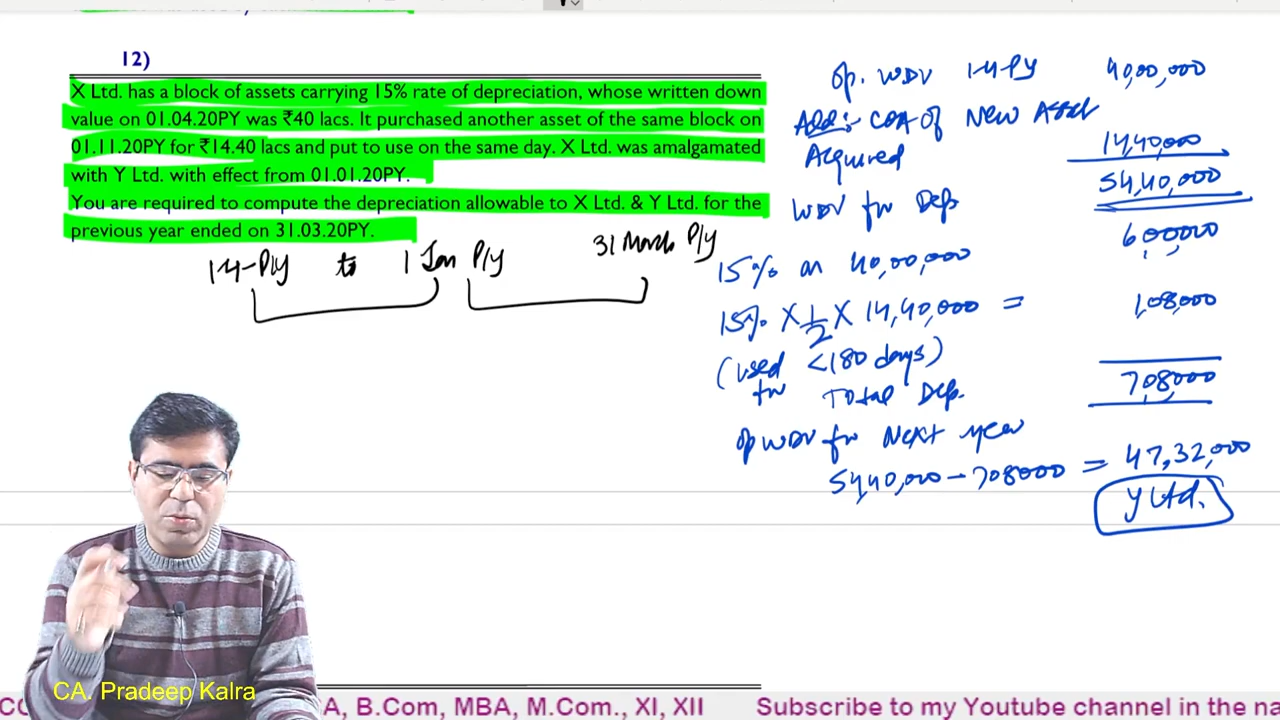 12)
X Ltd. has a block of assets carrying 15% rate of depreciation, whose written down
value on 01.04.20PY was ₹40 lacs. It purchased another asset of the same block on
01.11.20PY for ₹14.40 lacs and put to use on the same day. X Ltd. was amalgamated
with Y Ltd. with effect from 01.01.20PY.
You are required to compute the depreciation allowable to X Ltd. & Y Ltd. for the
previous year ended on 31.03.20PY.
1-4-P/y to 1 Jan P/y 31 March P/y
op. WDV 1-4-PY 40,00,000
Add:- Cost of New Asset
Acquired 14,40,000
54,40,000
WDV for Dep.
15% on 40,00,000 600000
15% X 1/2 X 14,40,000 = 1,08,000
(used <180 days)
for
Total Dep. 7,08,000
op WDV for Next year
54,40,000 - 708000 = 47,32,000
Y Ltd.
CA. Pradeep Kalra
A, B.Com, MBA, M.Com., XI, XII Subscribe to my Youtube channel in the na